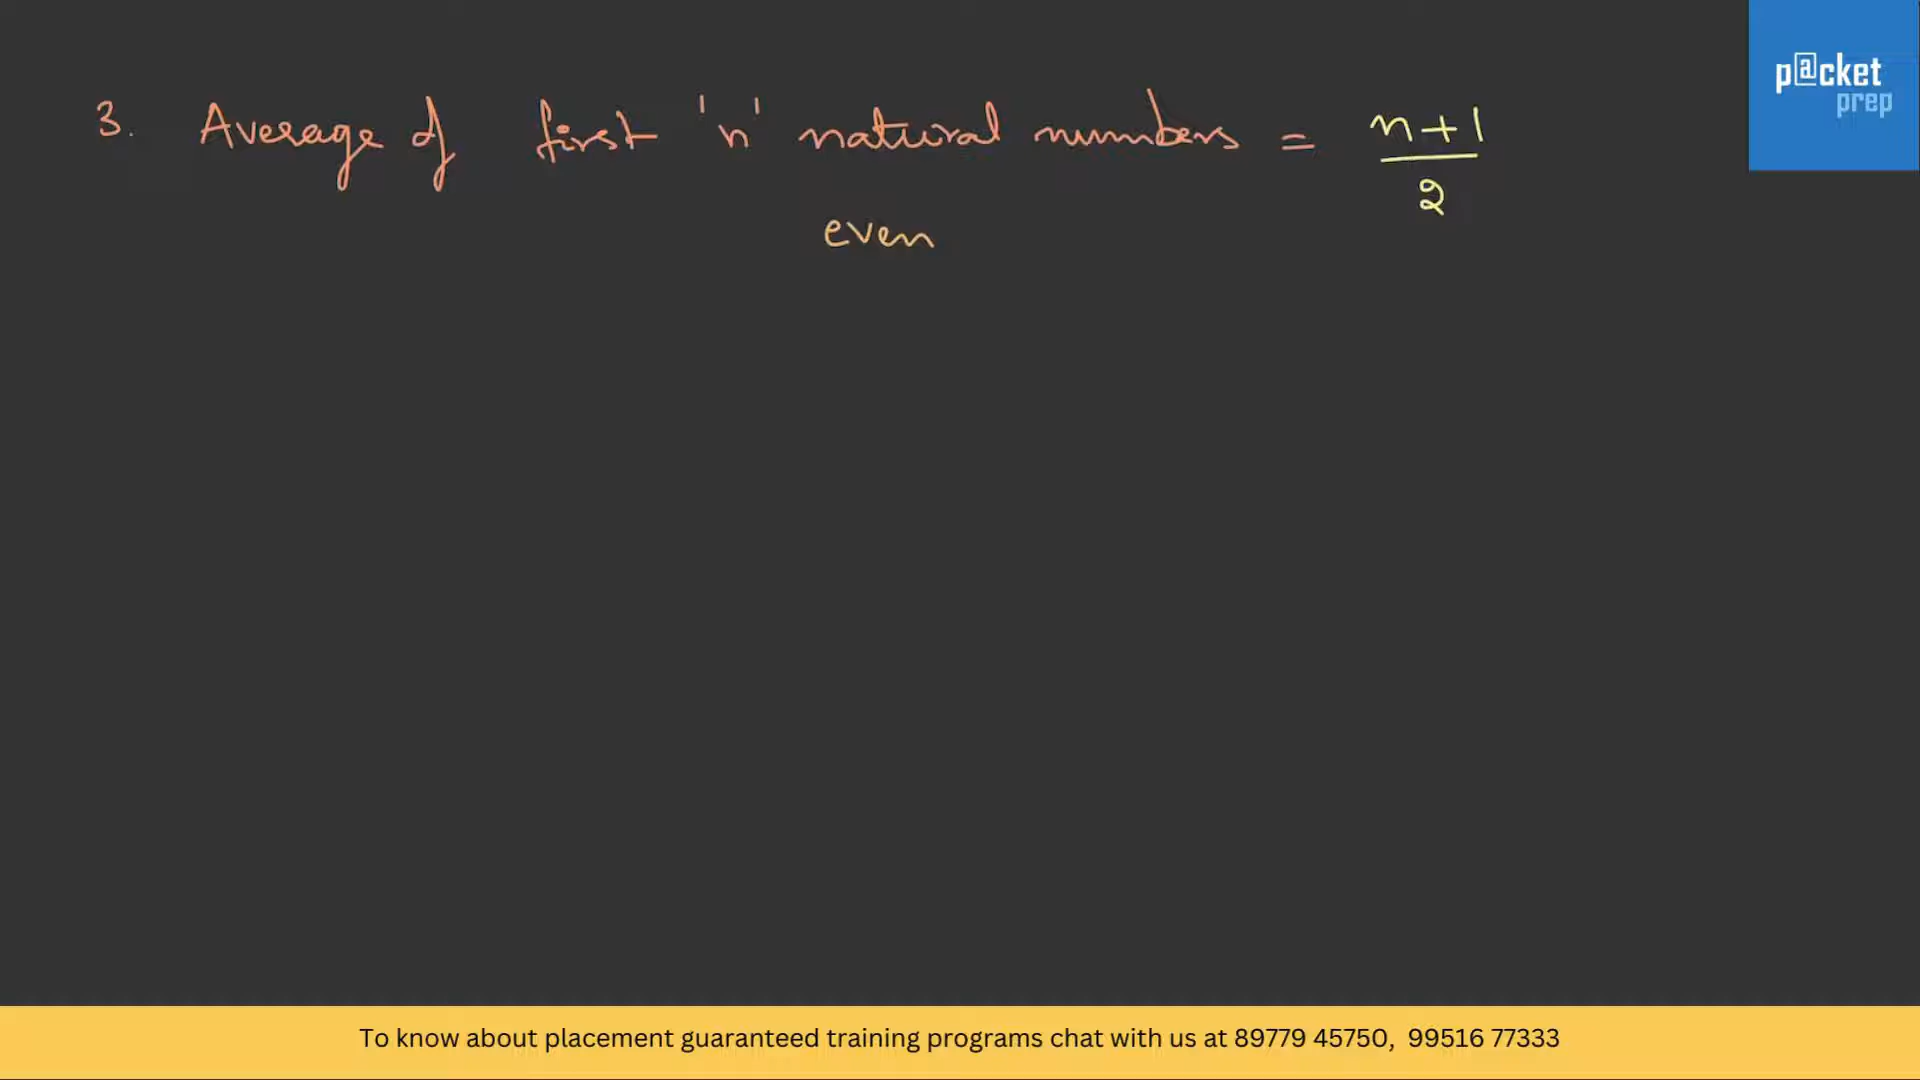 p@cket
prep
3. Average of first 'n' natural numbers = n+1/2
even
To know about placement guaranteed training programs chat with us at 89779 45750, 99516 77333